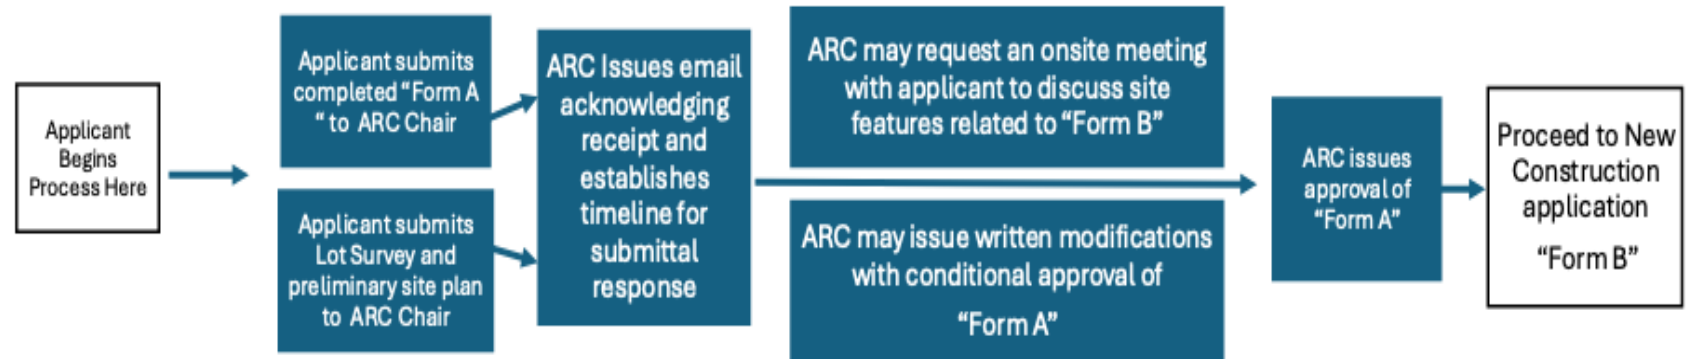 Applicant
Begins
Process Here
Applicant submits
completed “Form A
“ to ARC Chair
Applicant submits
Lot Survey and
preliminary site plan
to ARC Chair
ARC Issues email
acknowledging
receipt and
establishes
timeline for
submittal
response
ARC may request an onsite meeting
with applicant to discuss site
features related to “Form B”
ARC may issue written modifications
with conditional approval of
“Form A”
ARC issues
approval of
“Form A”
Proceed to New
Construction
application
“Form B”